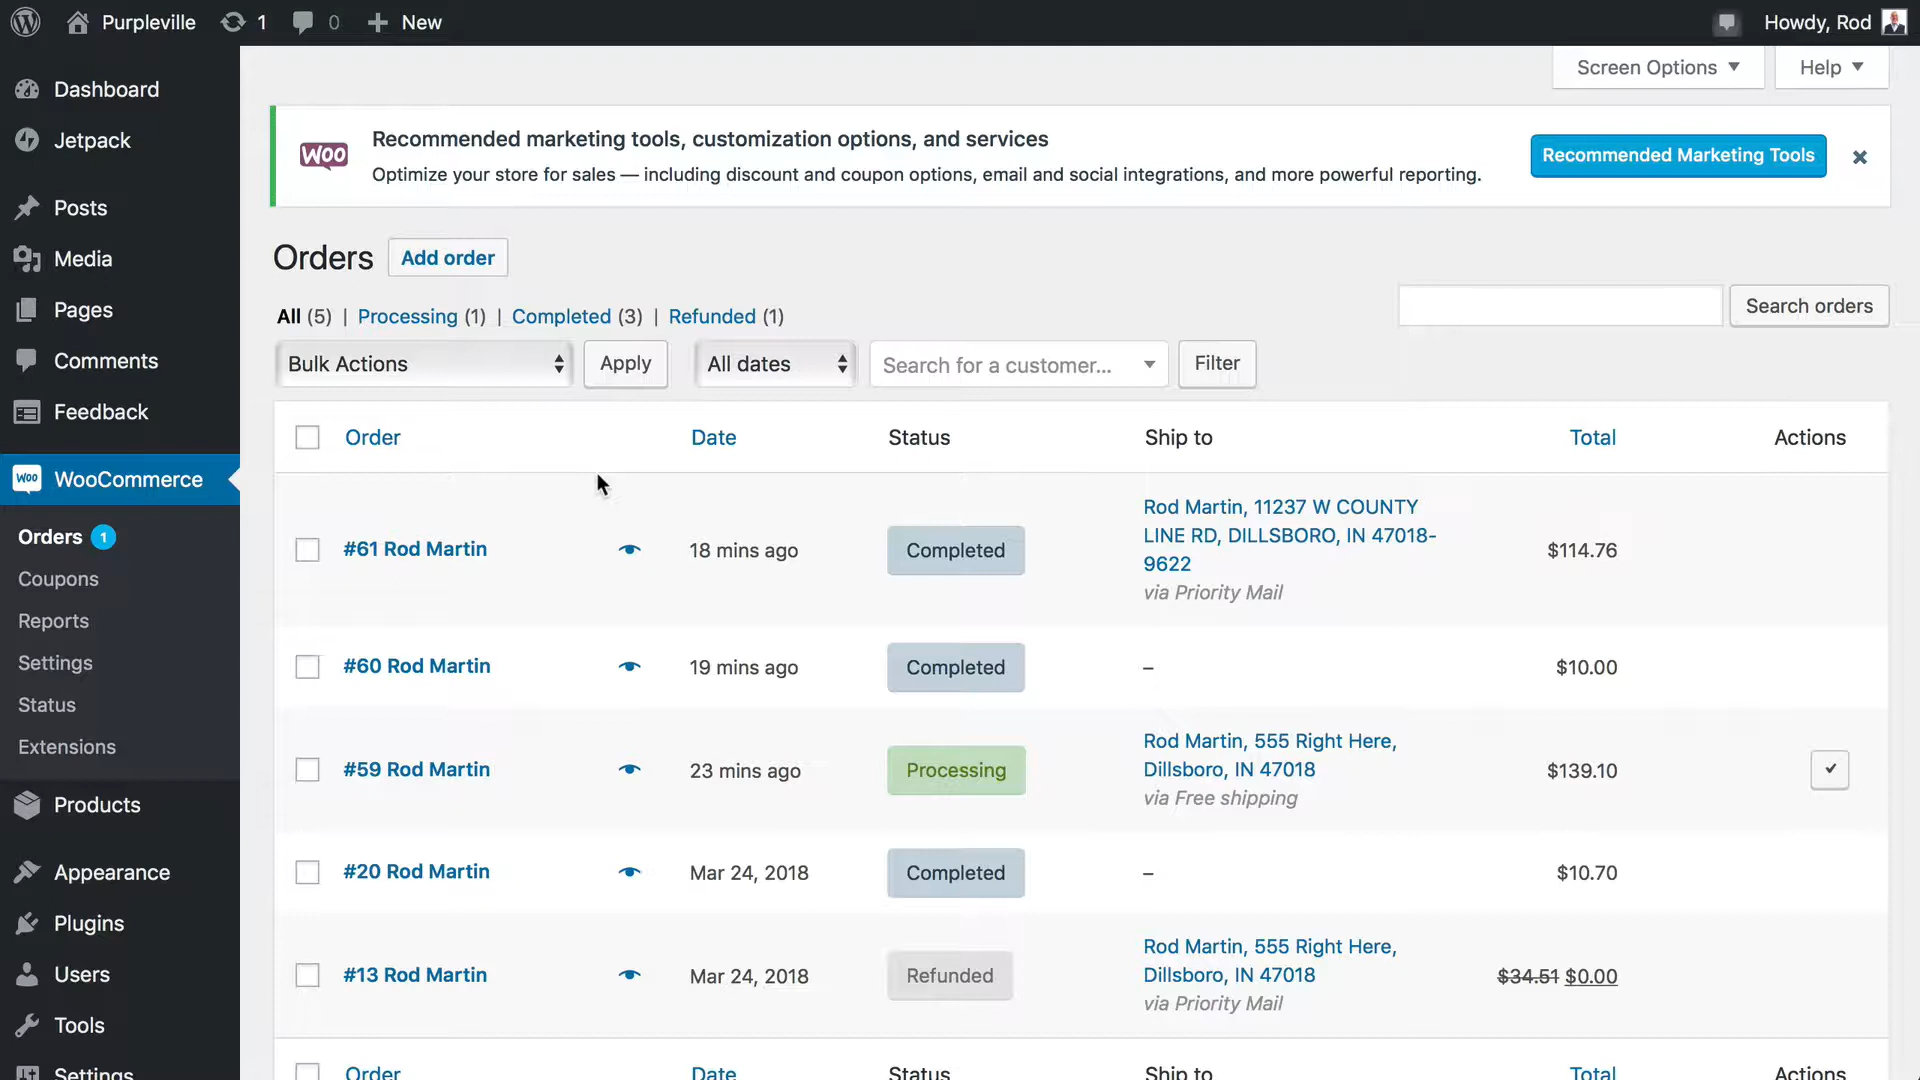 Purpleville 1 0 + New Howdy, Rod
Screen Options ▼ Help ▼
Dashboard
Jetpack
Posts
Media
Pages
Comments
Feedback
WOO WooCommerce
Orders 1
Coupons
Reports
Settings
Status
Extensions
Products
Appearance
Plugins
Users
Tools
Settings
WOO
Recommended marketing tools, customization options, and services
Optimize your store for sales — including discount and coupon options, email and social integrations, and more powerful reporting.
Recommended Marketing Tools ×
Orders Add order
All (5) | Processing (1) | Completed (3) | Refunded (1)
Search orders
Bulk Actions Apply All dates Search for a customer... Filter
Order Date Status Ship to Total Actions
#61 Rod Martin 18 mins ago Completed
Rod Martin, 11237 W COUNTY
LINE RD, DILLSBORO, IN 47018-
9622
via Priority Mail
$114.76
#60 Rod Martin 19 mins ago Completed – $10.00
#59 Rod Martin 23 mins ago Processing
Rod Martin, 555 Right Here,
Dillsboro, IN 47018
via Free shipping
$139.10
#20 Rod Martin Mar 24, 2018 Completed – $10.70
#13 Rod Martin Mar 24, 2018 Refunded
Rod Martin, 555 Right Here,
Dillsboro, IN 47018
via Priority Mail
$34.51 $0.00
Order Date Status Ship to Total Actions